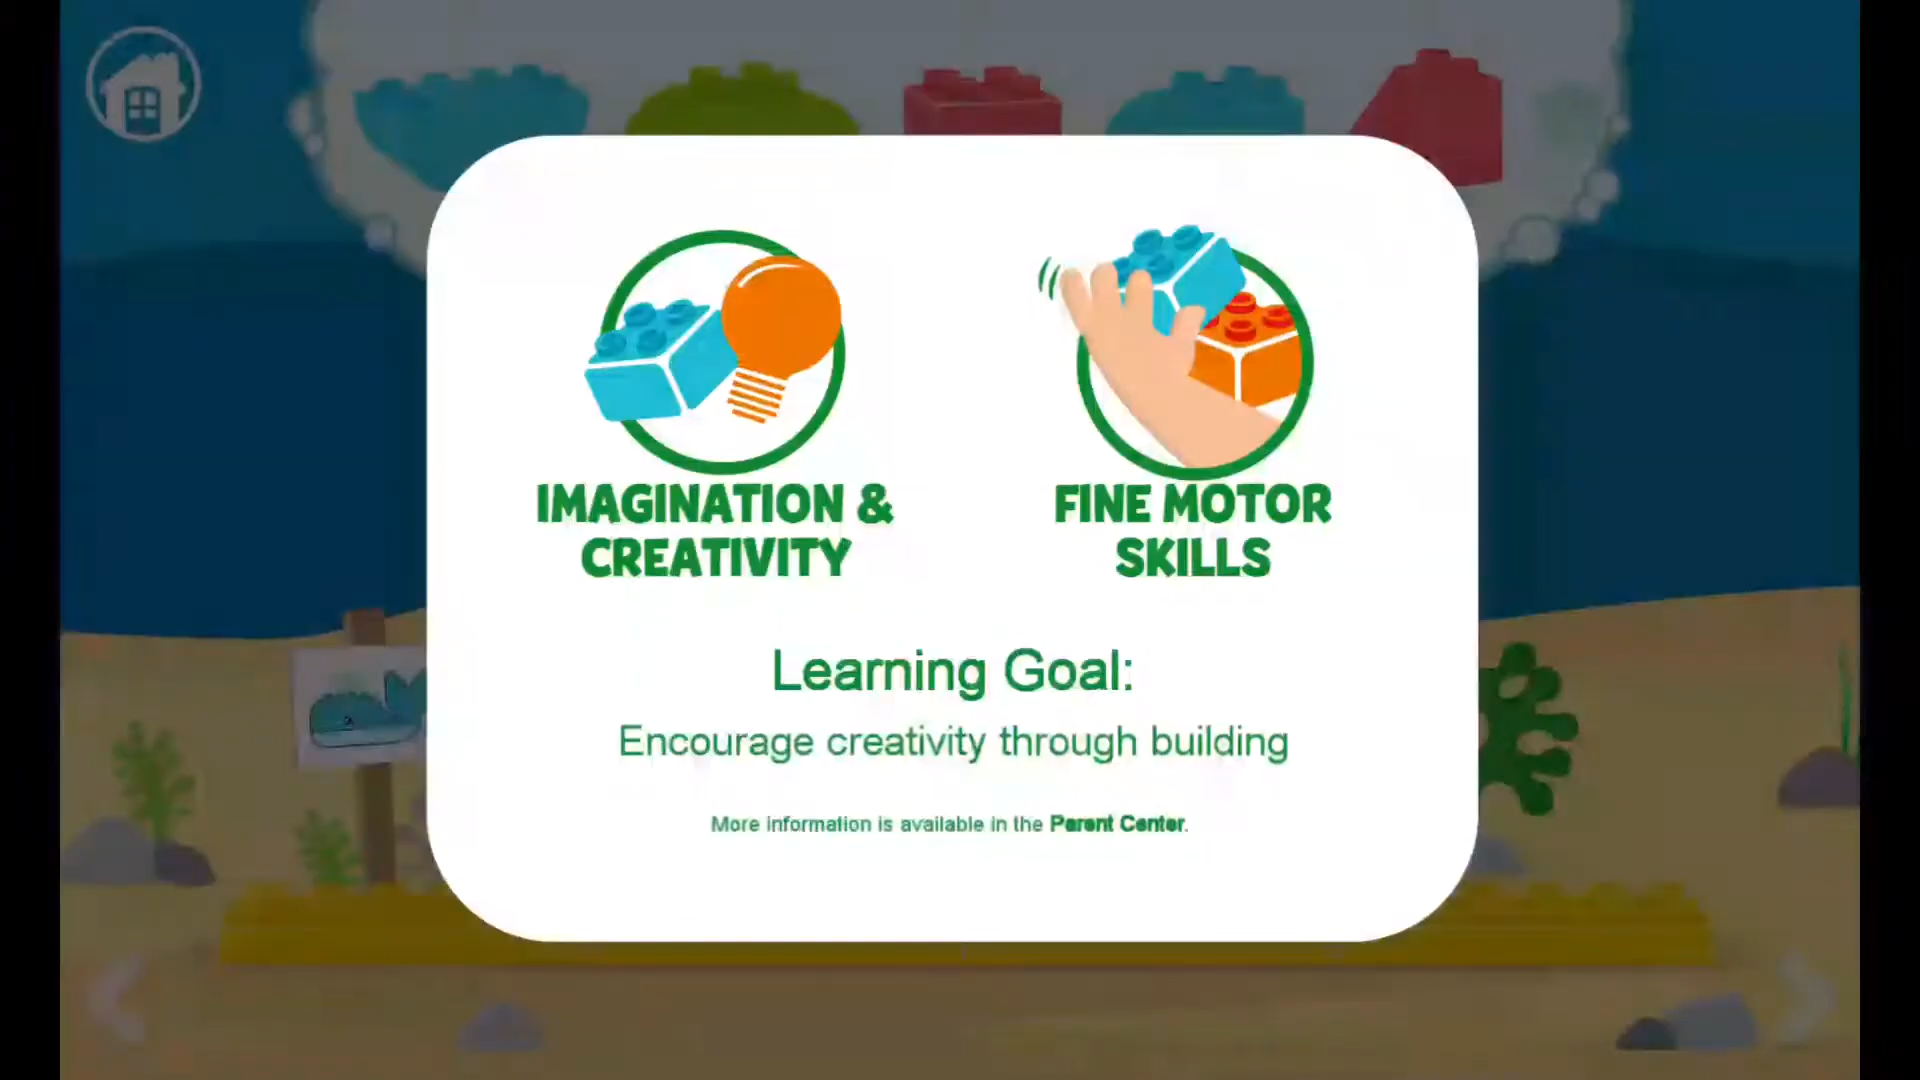 IMAGINATION &
CREATIVITY
FINE MOTOR
SKILLS
Learning Goal:
Encourage creativity through building
More information is available in the Parent Center.